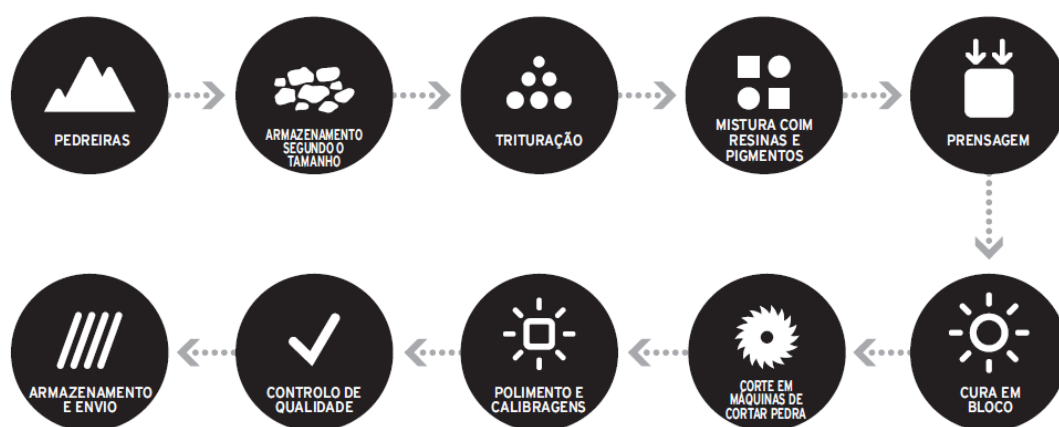 PEDREIRAS
ARMAZENAMENTO
SEGUNDO O
TAMANHO
TRITURAÇÃO
MISTURA COIM
RESINAS E
PIGMENTOS
PRENSAGEM
CURA EM
BLOCO
CORTE EM
MÁQUINAS DE
CORTAR PEDRA
POLIMENTO E
CALIBRAGENS
CONTROLO DE
QUALIDADE
ARMAZENAMENTO
E ENVIO